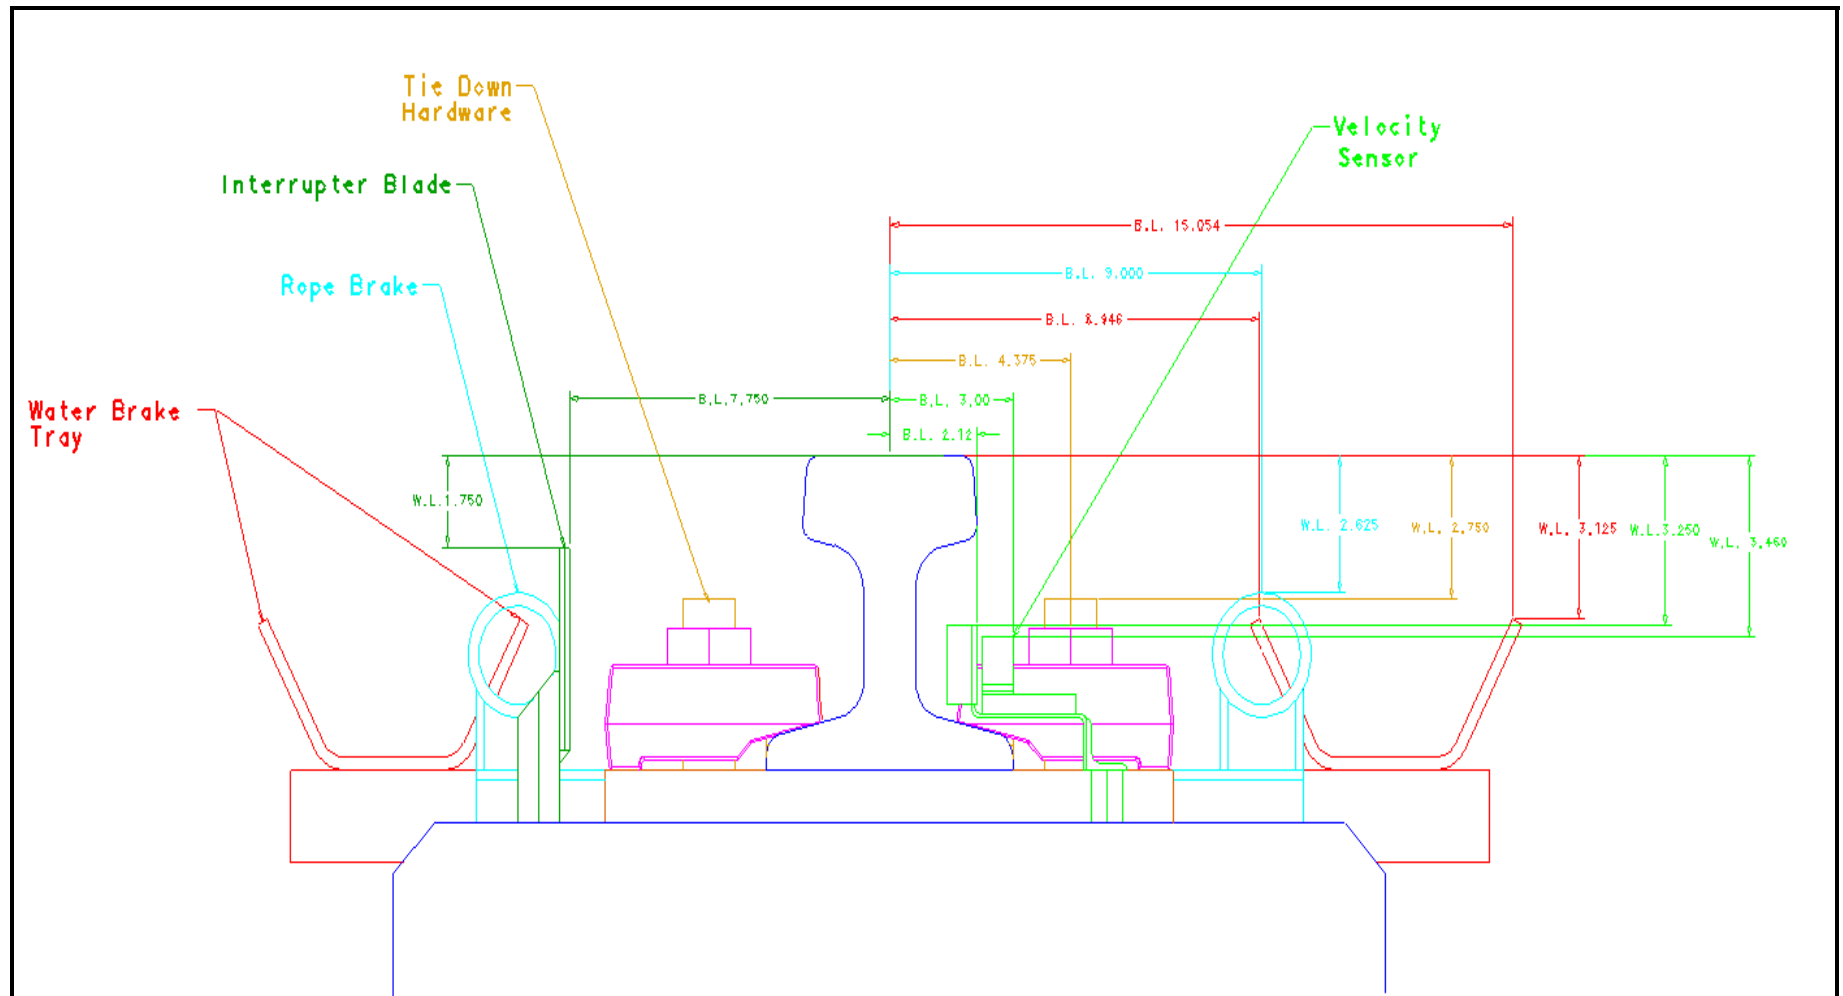 Tie Down
Hardware
Velocity
Sensor
Interrupter Blade
B.L. 15.054
B.L. 9.000
Rope Brake
B.L. 8.946
B.L. 4.375
B.L.7.750
B.L. 3.00
Water Brake
Tray
B.L. 2.12
W.L.1.750
W.L. 2.625
W.L. 2.750
W.L. 3.125
W.L.3.250
W.L. 3.460